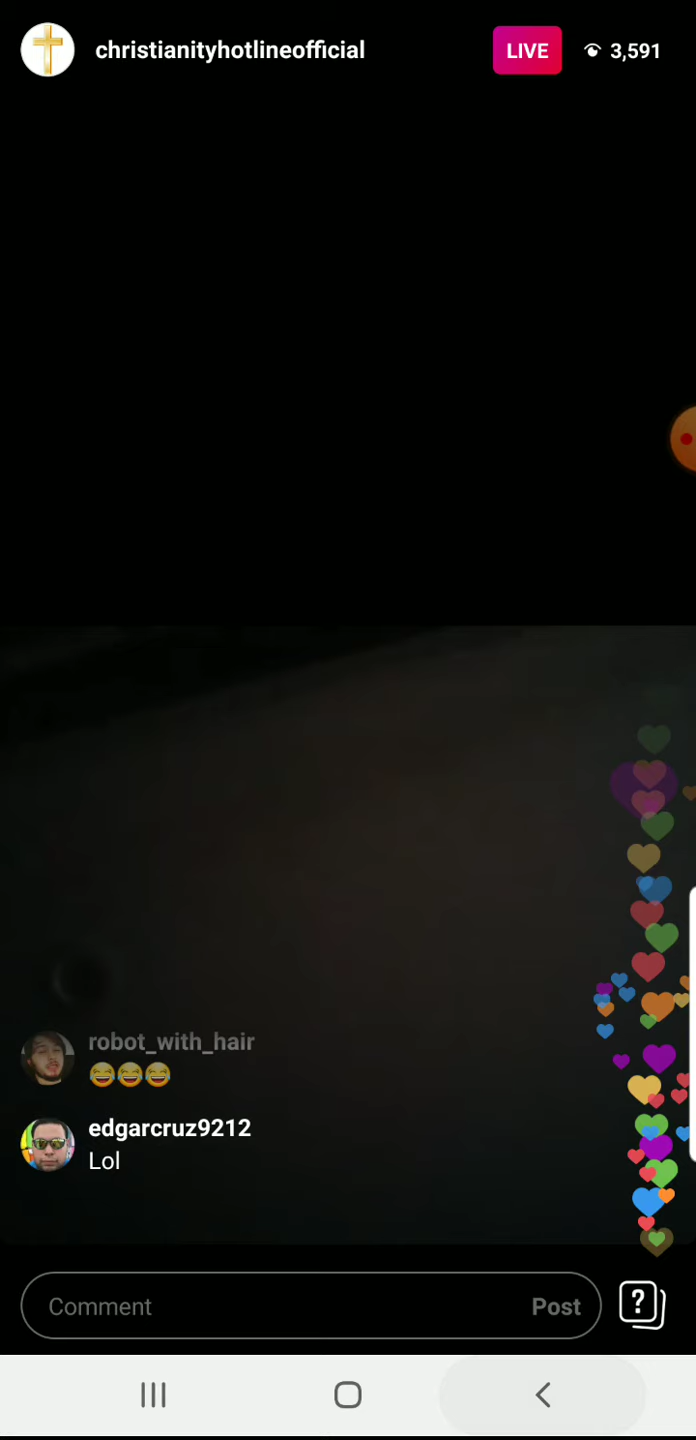 christianityhotlineofficial LIVE 3,591
robot_with_hair
😂😂😂
edgarcruz9212
Lol
Comment Post
?